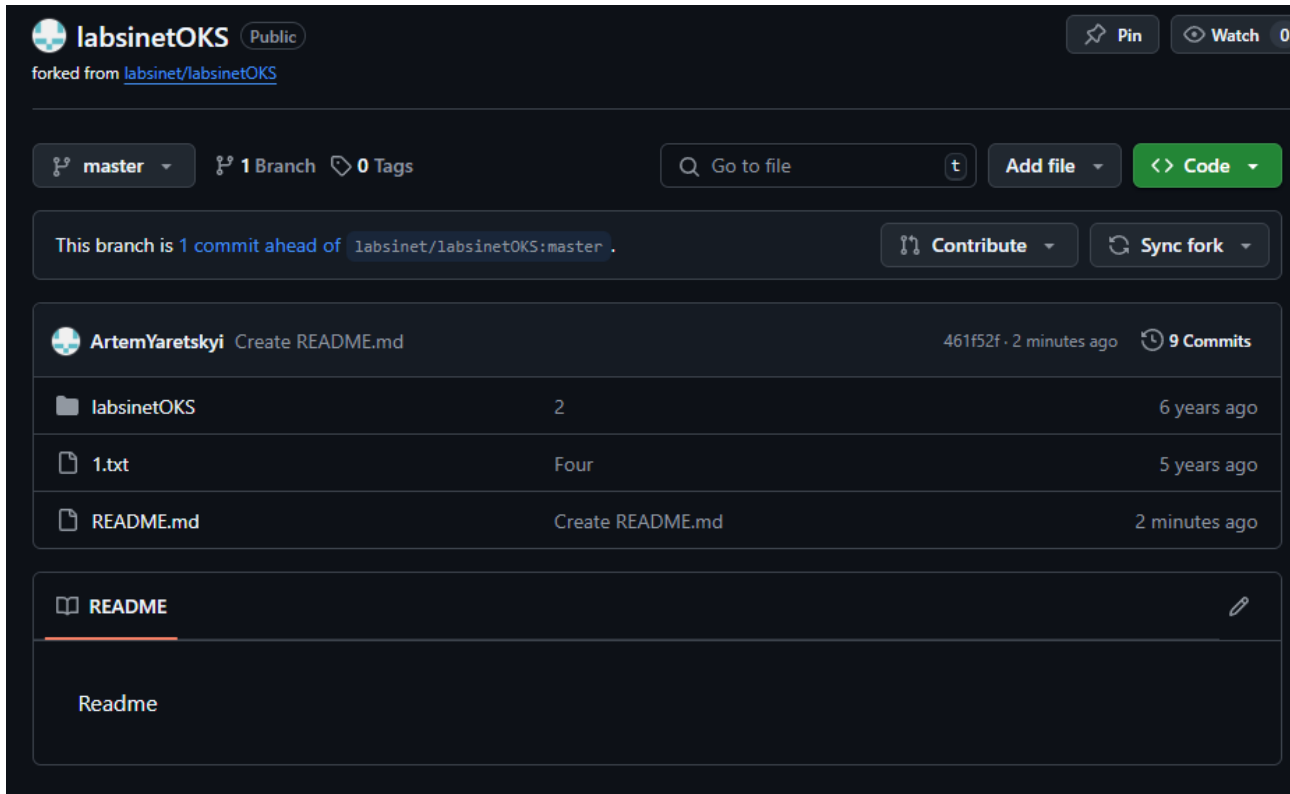 labsinetOKS Public Pin Watch 0
forked from labsinet/labsinetOKS
master 1 Branch 0 Tags Go to file t Add file Code
This branch is 1 commit ahead of labsinet/labsinetOKS:master. Contribute Sync fork
ArtemYaretskyi Create README.md 461f52f · 2 minutes ago 9 Commits
labsinetOKS 2 6 years ago
1.txt Four 5 years ago
README.md Create README.md 2 minutes ago
README
Readme